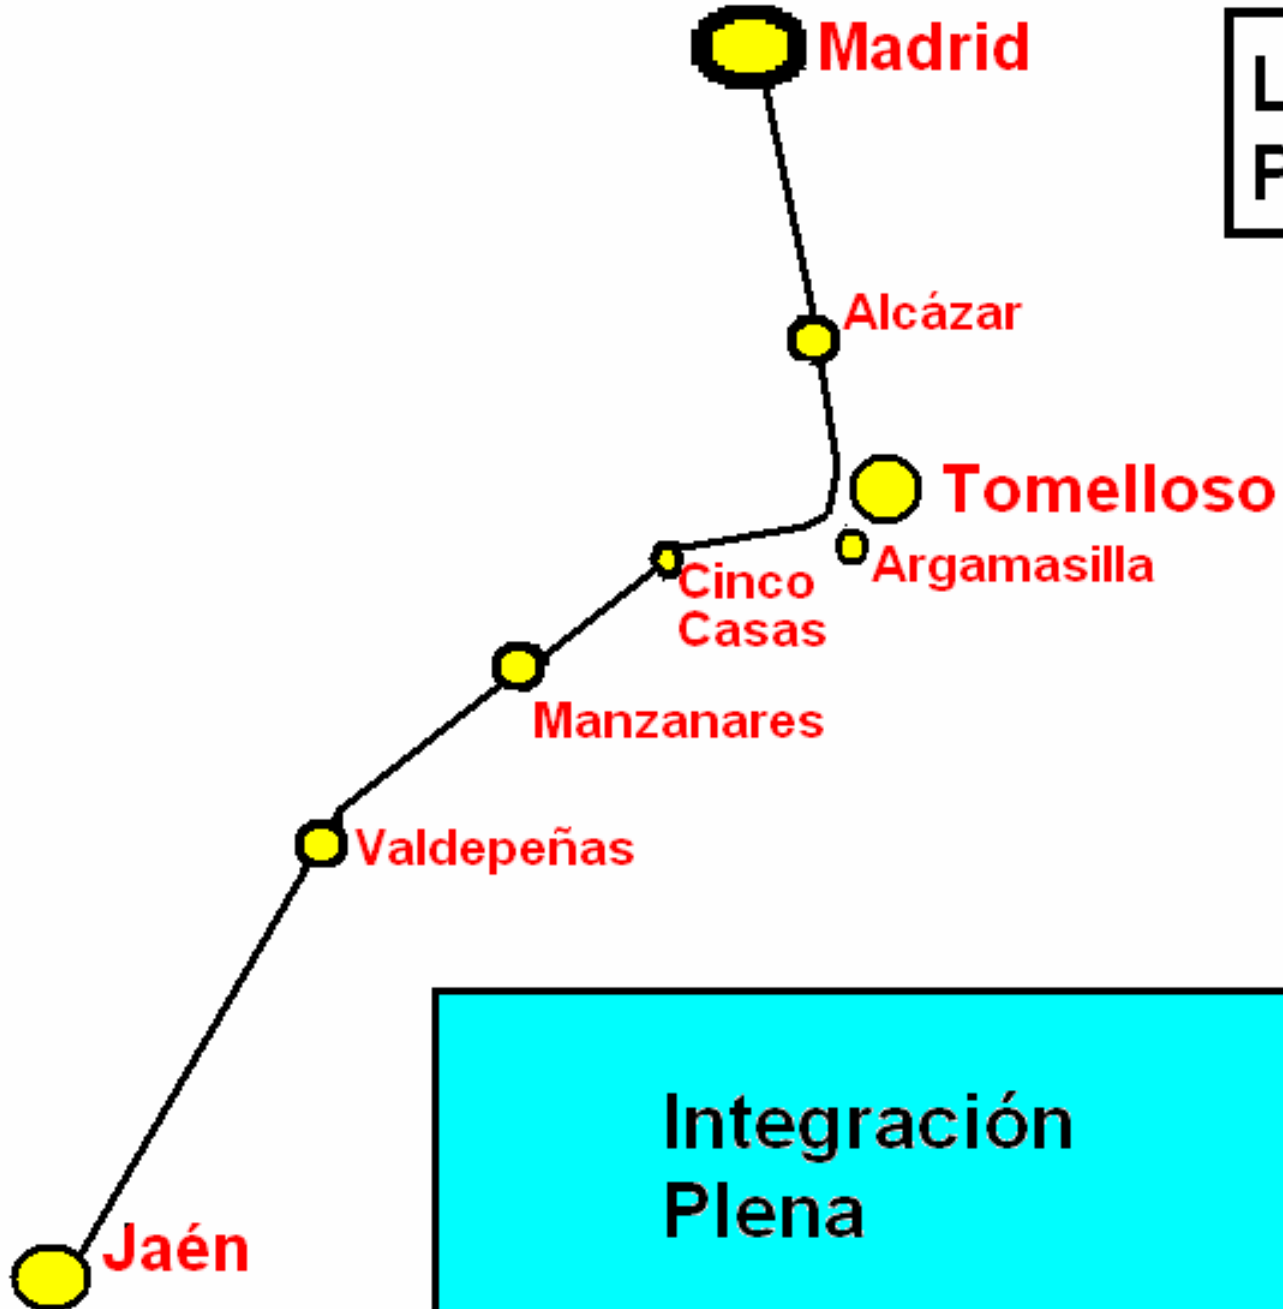 Madrid
L
P
Alcázar
Tomelloso
Argamasilla
Cinco
Casas
Manzanares
Valdepeñas
Integración
Plena
Jaén